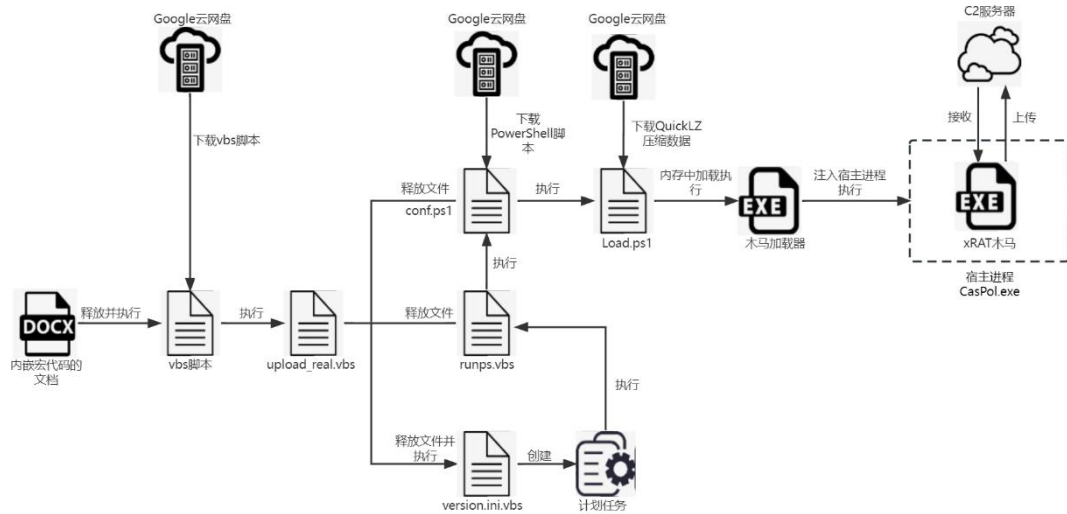 Google云网盘
Google云网盘
Google云网盘
C2服务器
下载vbs脚本
下载
PowerShell脚
本
下载QuickLZ
压缩数据
接收
上传
释放文件
conf.ps1
执行
Load.ps1
内存中加载执
行
EXE
木马加载器
注入宿主进程
执行
EXE
xRAT木马
宿主进程
CasPol.exe
执行
DOCX
内嵌宏代码的
文档
释放并执行
vbs脚本
执行
upload_real.vbs
释放文件
runps.vbs
执行
释放文件并
执行
version.ini.vbs
创建
计划任务